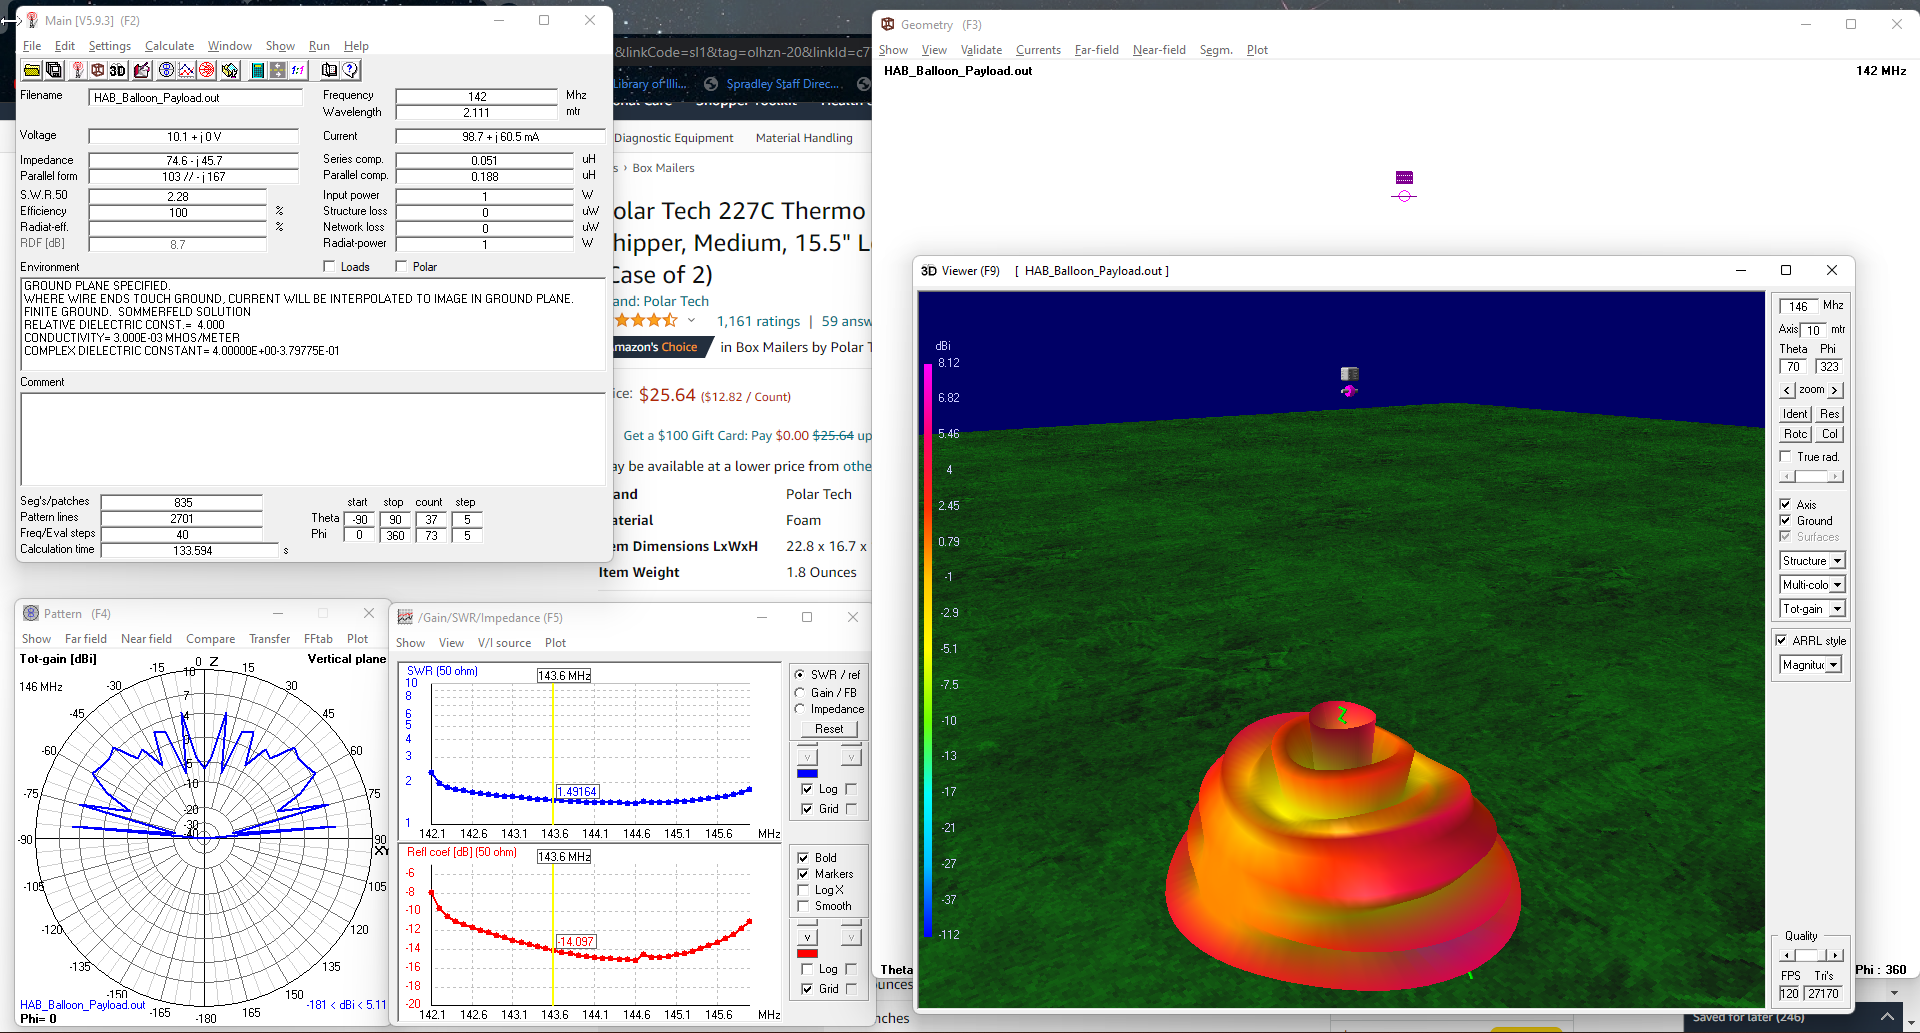 Main [V5.9.3] (F2)
File Edit Settings Calculate Window Show Run Help
3D 1:1
Filename HAB_Balloon_Payload.out
Frequency 142 Mhz
Wavelength 2.111 mtr
Voltage 10.1 + j 0 V
Current 98.7 + j 60.5 mA
Impedance 74.6 - j 45.7
Series comp. 0.051 uH
Parallel form 103 // - j 167
Parallel comp. 0.188 uH
S.W.R.50 2.28
Input power 1 W
Efficiency 100 %
Structure loss 0 uW
Radiat-eff. %
Network loss 0 uW
RDF [dB] 8.7
Radiat-power 1 W
Environment
Loads Polar
GROUND PLANE SPECIFIED.
WHERE WIRE ENDS TOUCH GROUND, CURRENT WILL BE INTERPOLATED TO IMAGE IN GROUND PLANE.
FINITE GROUND. SOMMERFELD SOLUTION
RELATIVE DIELECTRIC CONST.= 4.000
CONDUCTIVITY= 3.000E-03 MHOS/METER
COMPLEX DIELECTRIC CONSTANT= 4.00000E+00-3.79775E-01
Comment
Seg's/patches 835
Pattern lines 2701
Freq/Eval steps 40
Calculation time 133.594 s
start stop count step
Theta -90 90 37 5
Phi 0 360 73 5
&linkCode=sl1&tag=olhzn-20&linkId=c7
Library of Illi... Spradley Staff Direc...
Diagnostic Equipment Material Handling
s › Box Mailers
olar Tech 227C Thermo
hipper, Medium, 15.5" L
Case of 2)
and: Polar Tech
1,161 ratings | 59 answ
mazon's Choice in Box Mailers by Polar T
ice: $25.64 ($12.82 / Count)
Get a $100 Gift Card: Pay $0.00 $25.64 up
ay be available at a lower price from othe
and Polar Tech
aterial Foam
em Dimensions LxWxH 22.8 x 16.7 x
Item Weight 1.8 Ounces
Geometry (F3)
Show View Validate Currents Far-field Near-field Segm. Plot
HAB_Balloon_Payload.out 142 MHz
Theta
Phi : 360
3D Viewer (F9) [ HAB_Balloon_Payload.out ]
dBi
8.12
6.82
5.46
4
2.45
0.79
-1
-2.9
-5.1
-7.5
-10
-13
-17
-21
-27
-37
-112
Z
146 Mhz
Axis 10 mtr
Theta Phi
70 323
< zoom >
Ident Res
Rotc Col
True rad.
Axis
Ground
Surfaces
Structure
Multi-colo
Tot-gain
ARRL style
Magnituc
Quality
FPS Tri's
120 27170
Pattern (F4)
Show Far field Near field Compare Transfer FFtab Plot
Tot-gain [dBi] Vertical plane
146 MHz
0 Z
-15 15
-30 30
-45 45
-60 60
-75 75
-90 90
XY
-105 105
-120 120
-135 135
-150 150
-165 165
-180
10
7
4
-5
-10
-20
-30
-40
HAB_Balloon_Payload.out -181 < dBi < 5.11
Phi= 0
/Gain/SWR/Impedance (F5)
Show View V/I source Plot
SWR (50 ohm)
143.6 MHz
10
8
6
5
4
3
2
1
1.49164
142.1 142.6 143.1 143.6 144.1 144.6 145.1 145.6 MHz
Refl coef [dB] (50 ohm)
143.6 MHz
-6
-8
-10
-12
-14
-16
-18
-20
-14.097
142.1 142.6 143.1 143.6 144.1 144.6 145.1 145.6 MHz
SWR / ref
Gain / FB
Impedance
Reset
v v
Log
Grid
Bold
Markers
Log X
Smooth
v v
Log
Grid
ounces
nches
Saved for later (246)